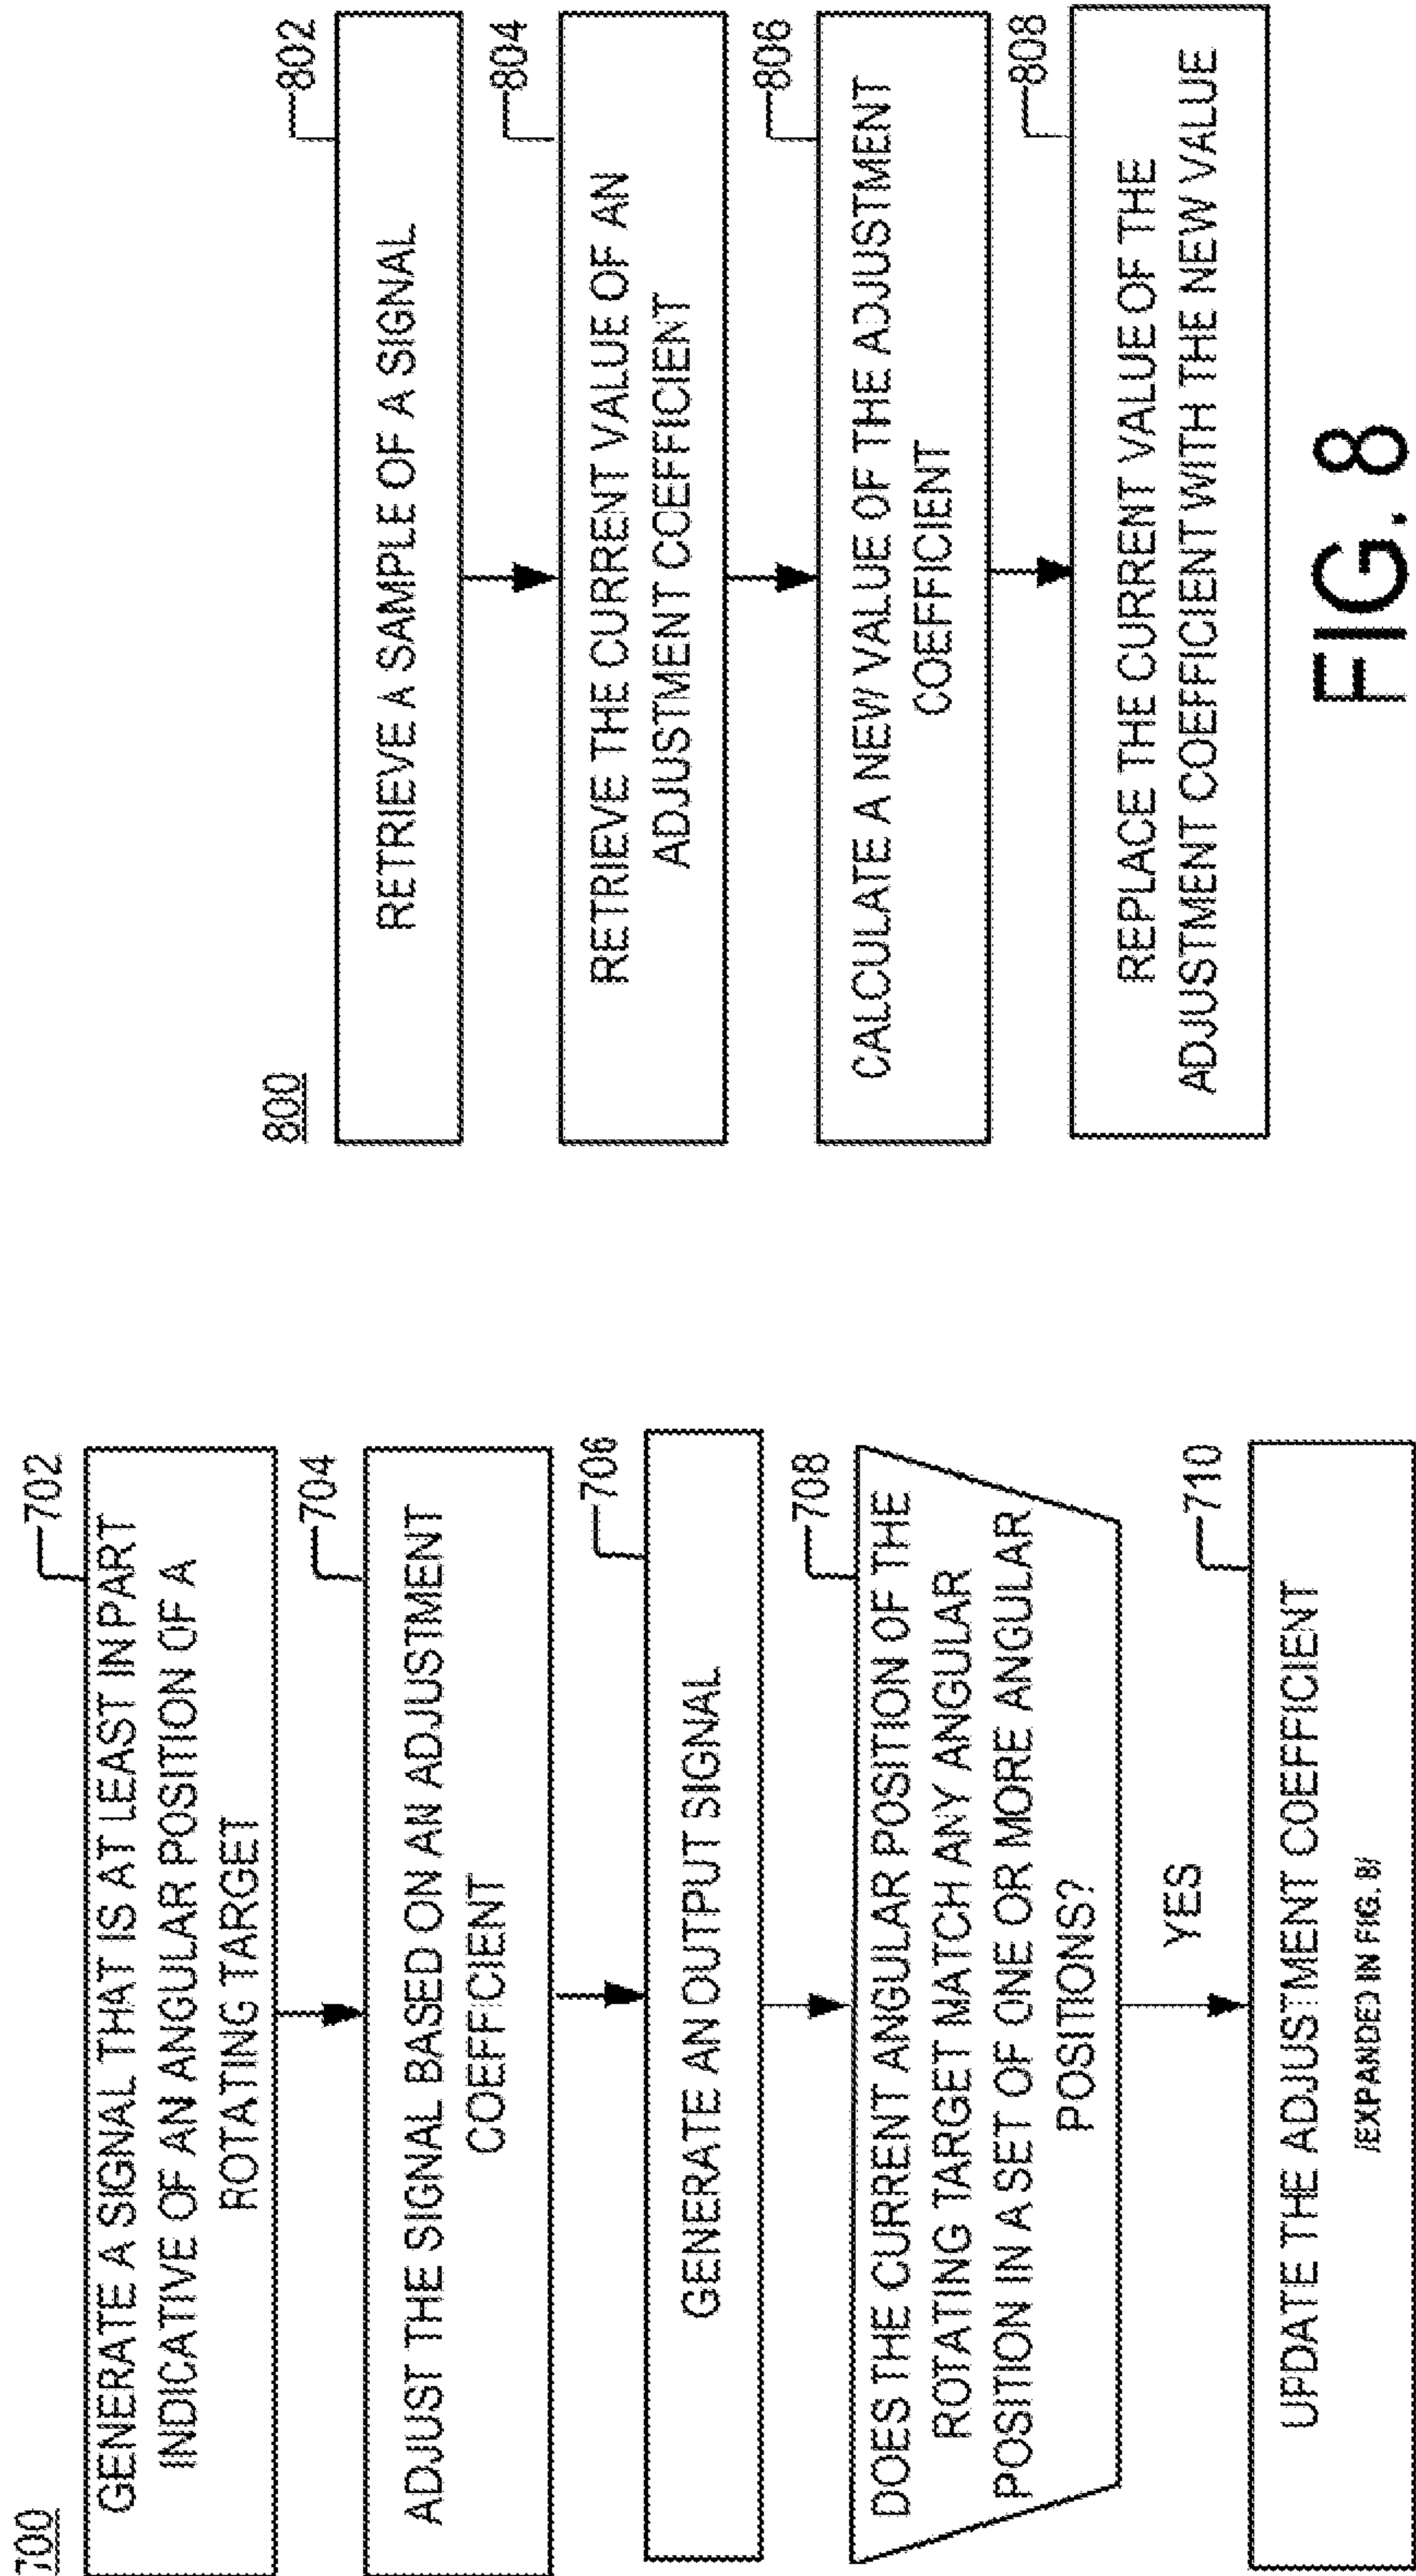 700
702
GENERATE A SIGNAL THAT IS AT LEAST IN PART
INDICATIVE OF AN ANGULAR POSITION OF A
ROTATING TARGET
704
ADJUST THE SIGNAL BASED ON AN ADJUSTMENT
COEFFICIENT
706
GENERATE AN OUTPUT SIGNAL
708
DOES THE CURRENT ANGULAR POSITION OF THE
ROTATING TARGET MATCH ANY ANGULAR
POSITION IN A SET OF ONE OR MORE ANGULAR
POSITIONS?
YES
710
UPDATE THE ADJUSTMENT COEFFICIENT
(EXPANDED IN FIG. 8)
800
802
RETRIEVE A SAMPLE OF A SIGNAL
804
RETRIEVE THE CURRENT VALUE OF AN
ADJUSTMENT COEFFICIENT
806
CALCULATE A NEW VALUE OF THE ADJUSTMENT
COEFFICIENT
808
REPLACE THE CURRENT VALUE OF THE
ADJUSTMENT COEFFICIENT WITH THE NEW VALUE
FIG. 8